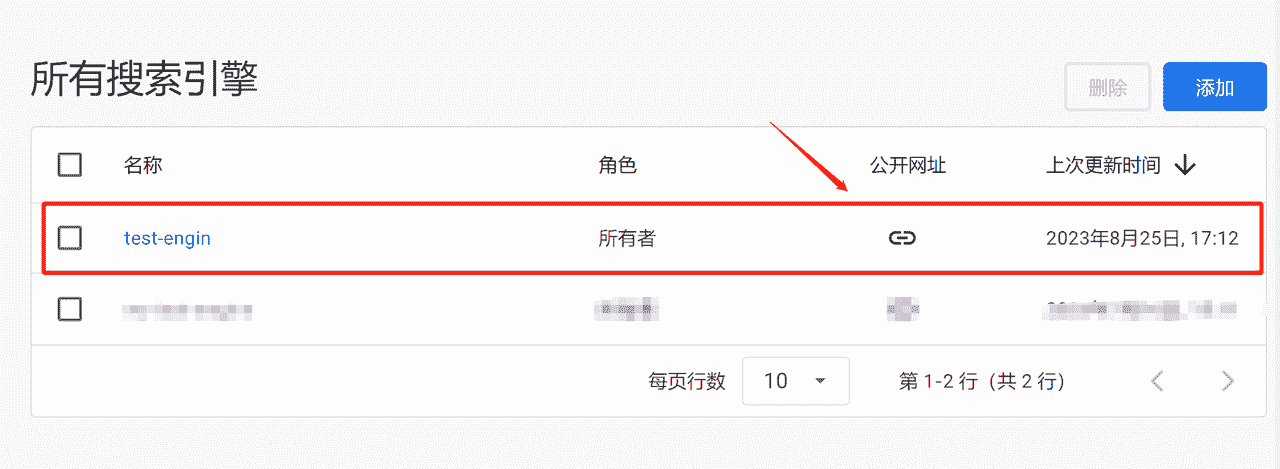 所有搜索引擎
删除 添加
名称 角色 公开网址 上次更新时间
test-engin 所有者 2023年8月25日, 17:12
每页行数 10 第 1-2 行 (共 2 行)